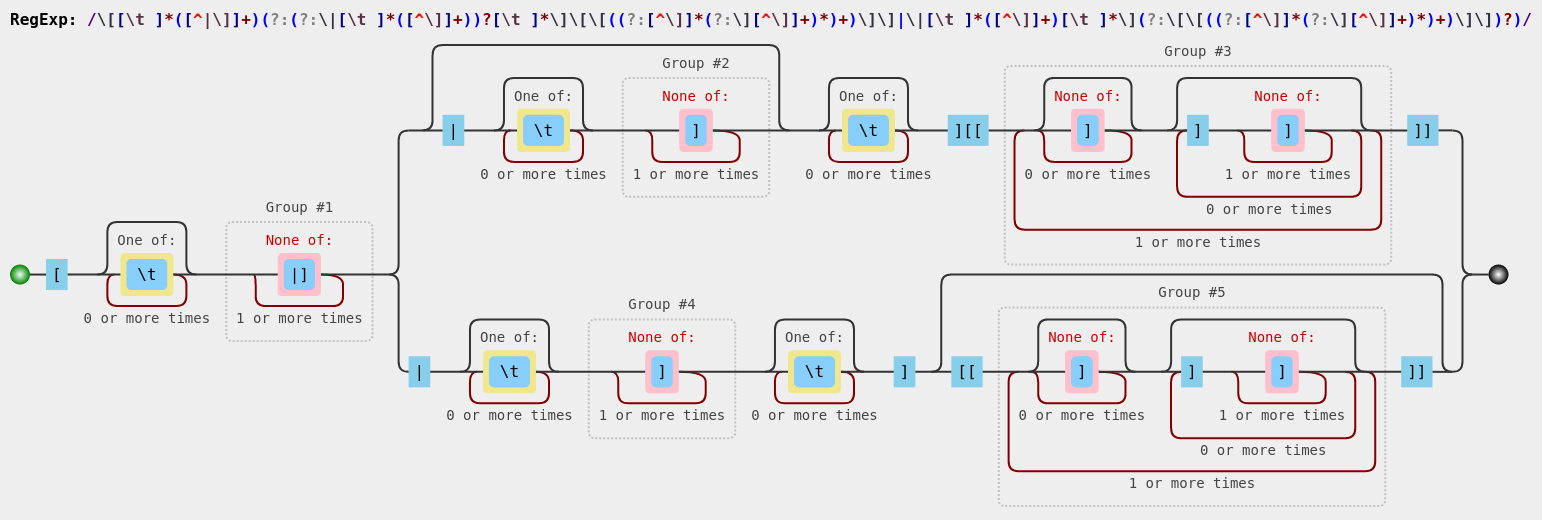 RegExp: /\[[\t ]*([^|\]]+)(?:(?:\|[\t ]*([^\]]+))?[\t ]*\]\[\[((?:[^\]]*(?:\][^\]]+)*)+)\]\]|\|[\t ]*([^\]]+)[\t ]*\](?:\[\[((?:[^\]]*(?:\][^\]]+)*)+)\]\])?)/
Group #3
Group #2
One of: None of: One of: None of: None of:
| \t ] \t ][[ ] ] ] ]]
0 or more times 1 or more times 0 or more times 0 or more times 1 or more times
0 or more times
1 or more times
Group #1
One of: None of:
[ \t |]
0 or more times 1 or more times
Group #5
Group #4
One of: None of: One of: None of: None of:
| \t ] \t ] [[ ] ] ] ]]
0 or more times 1 or more times 0 or more times 0 or more times 1 or more times
0 or more times
1 or more times